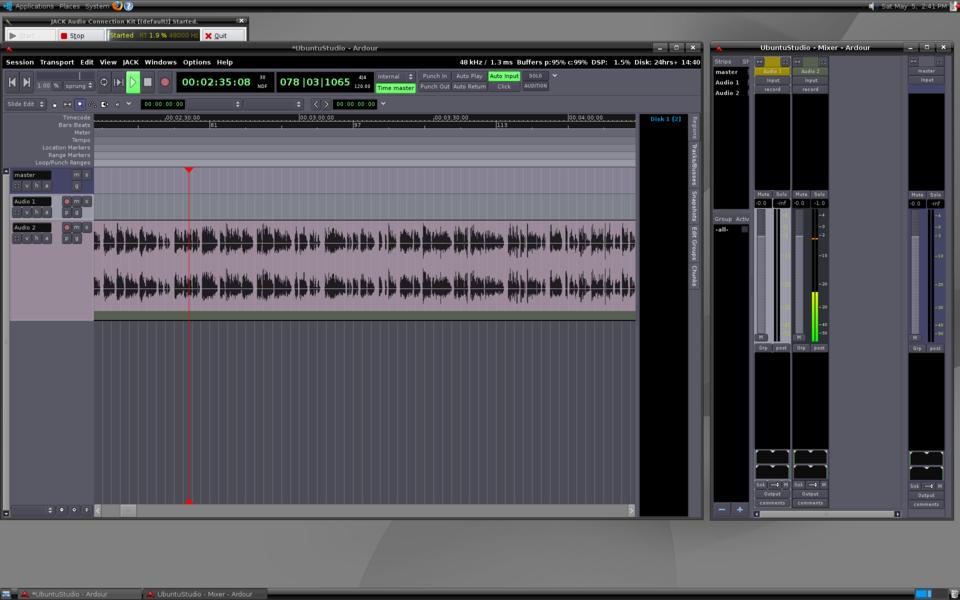 Applications Places System
Sat May 5, 2:41 PM
JACK Audio Connection Kit [(default)] Started.
Start
Stop
Started RT 1.9 % 48000 Hz
Quit
*UbuntuStudio - Ardour
Session Transport Edit View JACK Windows Options Help
48 kHz / 1.3 ms Buffers p:95% c:99% DSP: 1.5% Disk: 24hrs+ 14:40
1.00 % sprung
00:02:35:08
30
NDF
078|03|1065
4/4
120.00
Internal
Time master
Punch In Auto Play Auto Input SOLO
Punch Out Auto Return Click AUDITION
Slide Edit
00:00:00:00
00:00:00:00
Timecode
00:02:30:00 00:03:00:00 00:03:30:00 00:04:00:00
Bars:Beats
81 97 113
Meter
Tempo
Location Markers
Range Markers
Loop/Punch Ranges
master m s
v h a g
Audio 1 m s
v h a p g
Audio 2 m s
v h a p g
Disk 1 (2)
Regions
Tracks/Busses
Snapshots
Edit Groups
Chunks
UbuntuStudio - Mixer - Ardour
Strips
master
Audio 1
Audio 2
Group Activ
-all-
Audio 1 Audio 2 master
Input Input Input
record record
Mute Solo Mute Solo Mute Solo
-0.0 -inf -0.0 -1.0 -0.0 -inf
M M M
Grp post Grp post Grp post
Output Output Output
comments comments comments
*UbuntuStudio - Ardour
UbuntuStudio - Mixer - Ardour